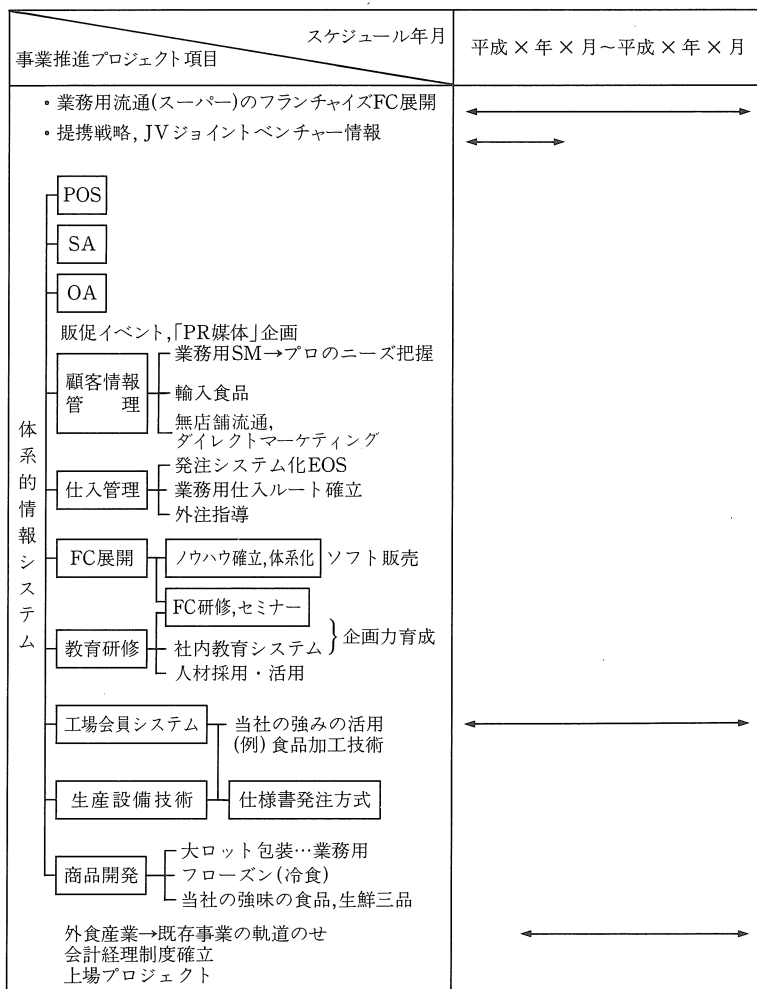 スケジュール年月
事業推進プロジェクト項目
平成×年×月～平成×年×月
・業務用流通(スーパー)のフランチャイズFC展開
・提携戦略, JVジョイントベンチャー情報
体系的情報システム
POS
SA
OA
販促イベント,「PR媒体」企画
顧客情報
管理
業務用SM→プロのニーズ把握
輸入食品
無店舗流通,
ダイレクトマーケティング
仕入管理
発注システム化EOS
業務用仕入ルート確立
外注指導
FC展開
ノウハウ確立,体系化
ソフト販売
FC研修,セミナー
教育研修
社内教育システム
人材採用・活用
}企画力育成
工場会員システム
当社の強みの活用
(例) 食品加工技術
生産設備技術
仕様書発注方式
商品開発
大ロット包装…業務用
フローズン(冷食)
当社の強味の食品,生鮮三品
外食産業→既存事業の軌道のせ
会計経理制度確立
上場プロジェクト